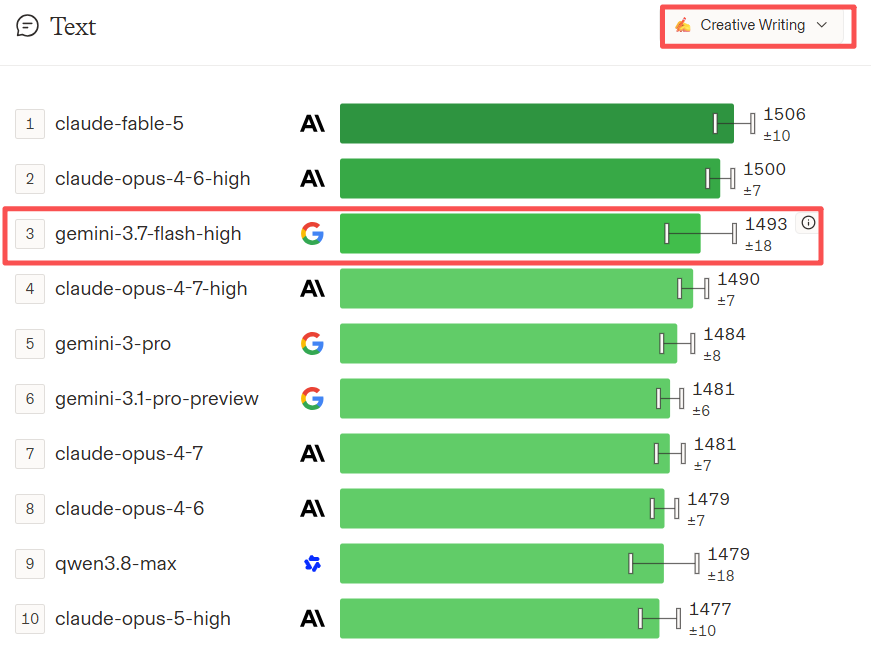 Text
Creative Writing
1 claude-fable-5 1506 ±10
2 claude-opus-4-6-high 1500 ±7
3 gemini-3.7-flash-high 1493 ±18
4 claude-opus-4-7-high 1490 ±7
5 gemini-3-pro 1484 ±8
6 gemini-3.1-pro-preview 1481 ±6
7 claude-opus-4-7 1481 ±7
8 claude-opus-4-6 1479 ±7
9 qwen3.8-max 1479 ±18
10 claude-opus-5-high 1477 ±10